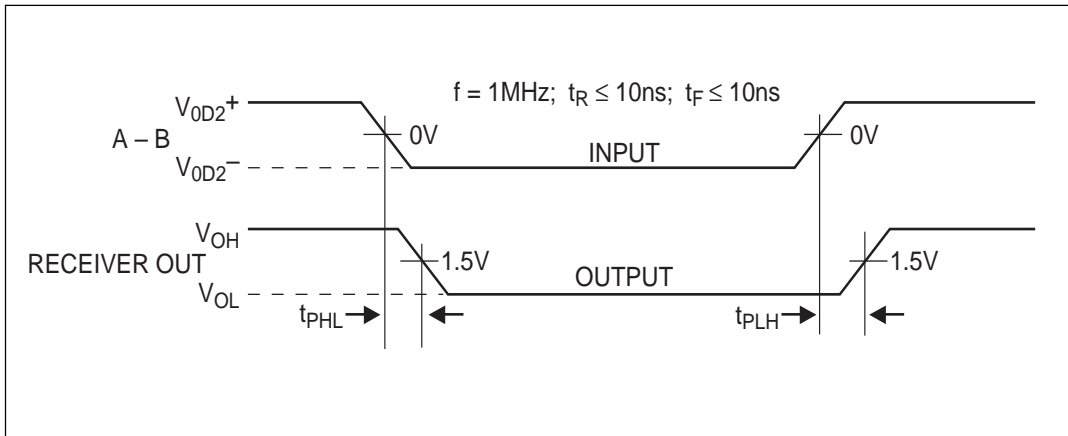 f = 1MHz; tR ≤ 10ns; tF ≤ 10ns
V0D2+
A – B
0V
0V
V0D2–
INPUT
VOH
RECEIVER OUT
1.5V
1.5V
OUTPUT
VOL
tPHL
tPLH